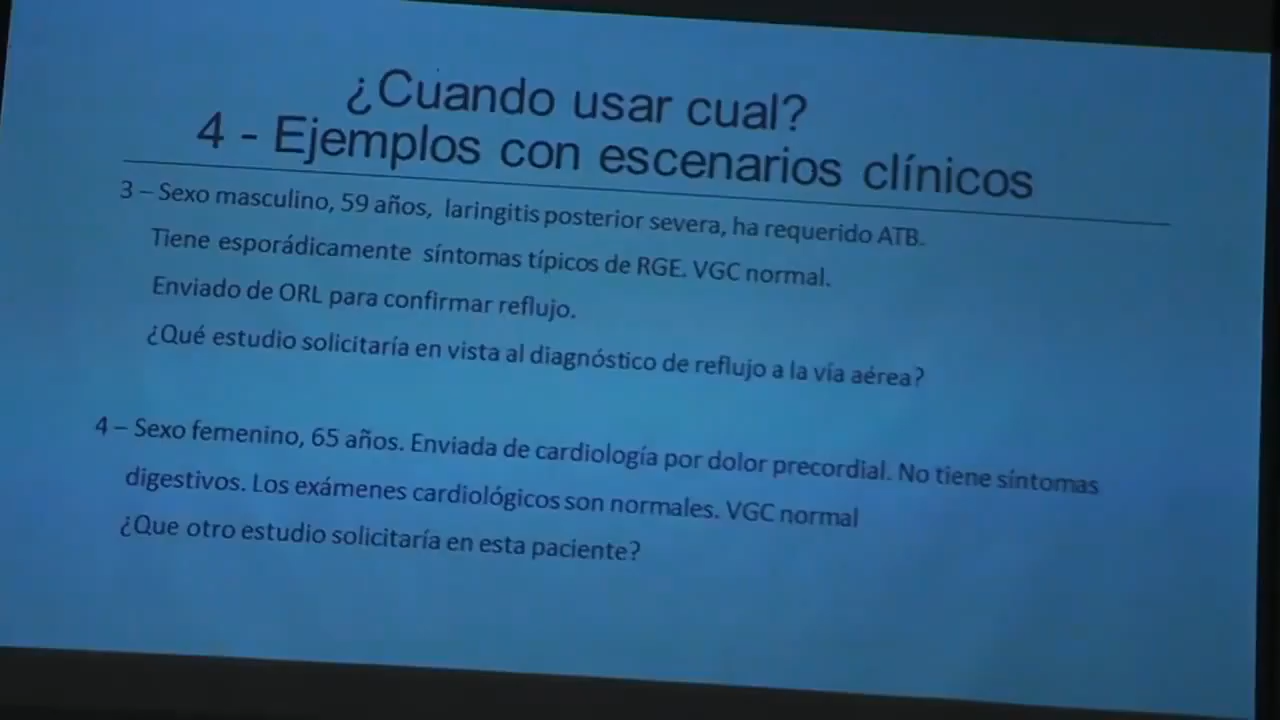 ¿Cuando usar cual?
4 - Ejemplos con escenarios clínicos
3 – Sexo masculino, 59 años, laringitis posterior severa, ha requerido ATB.
Tiene esporádicamente síntomas típicos de RGE. VGC normal.
Enviado de ORL para confirmar reflujo.
¿Qué estudio solicitaría en vista al diagnóstico de reflujo a la vía aérea?
4 – Sexo femenino, 65 años. Enviada de cardiología por dolor precordial. No tiene síntomas
digestivos. Los exámenes cardiológicos son normales. VGC normal
¿Que otro estudio solicitaría en esta paciente?